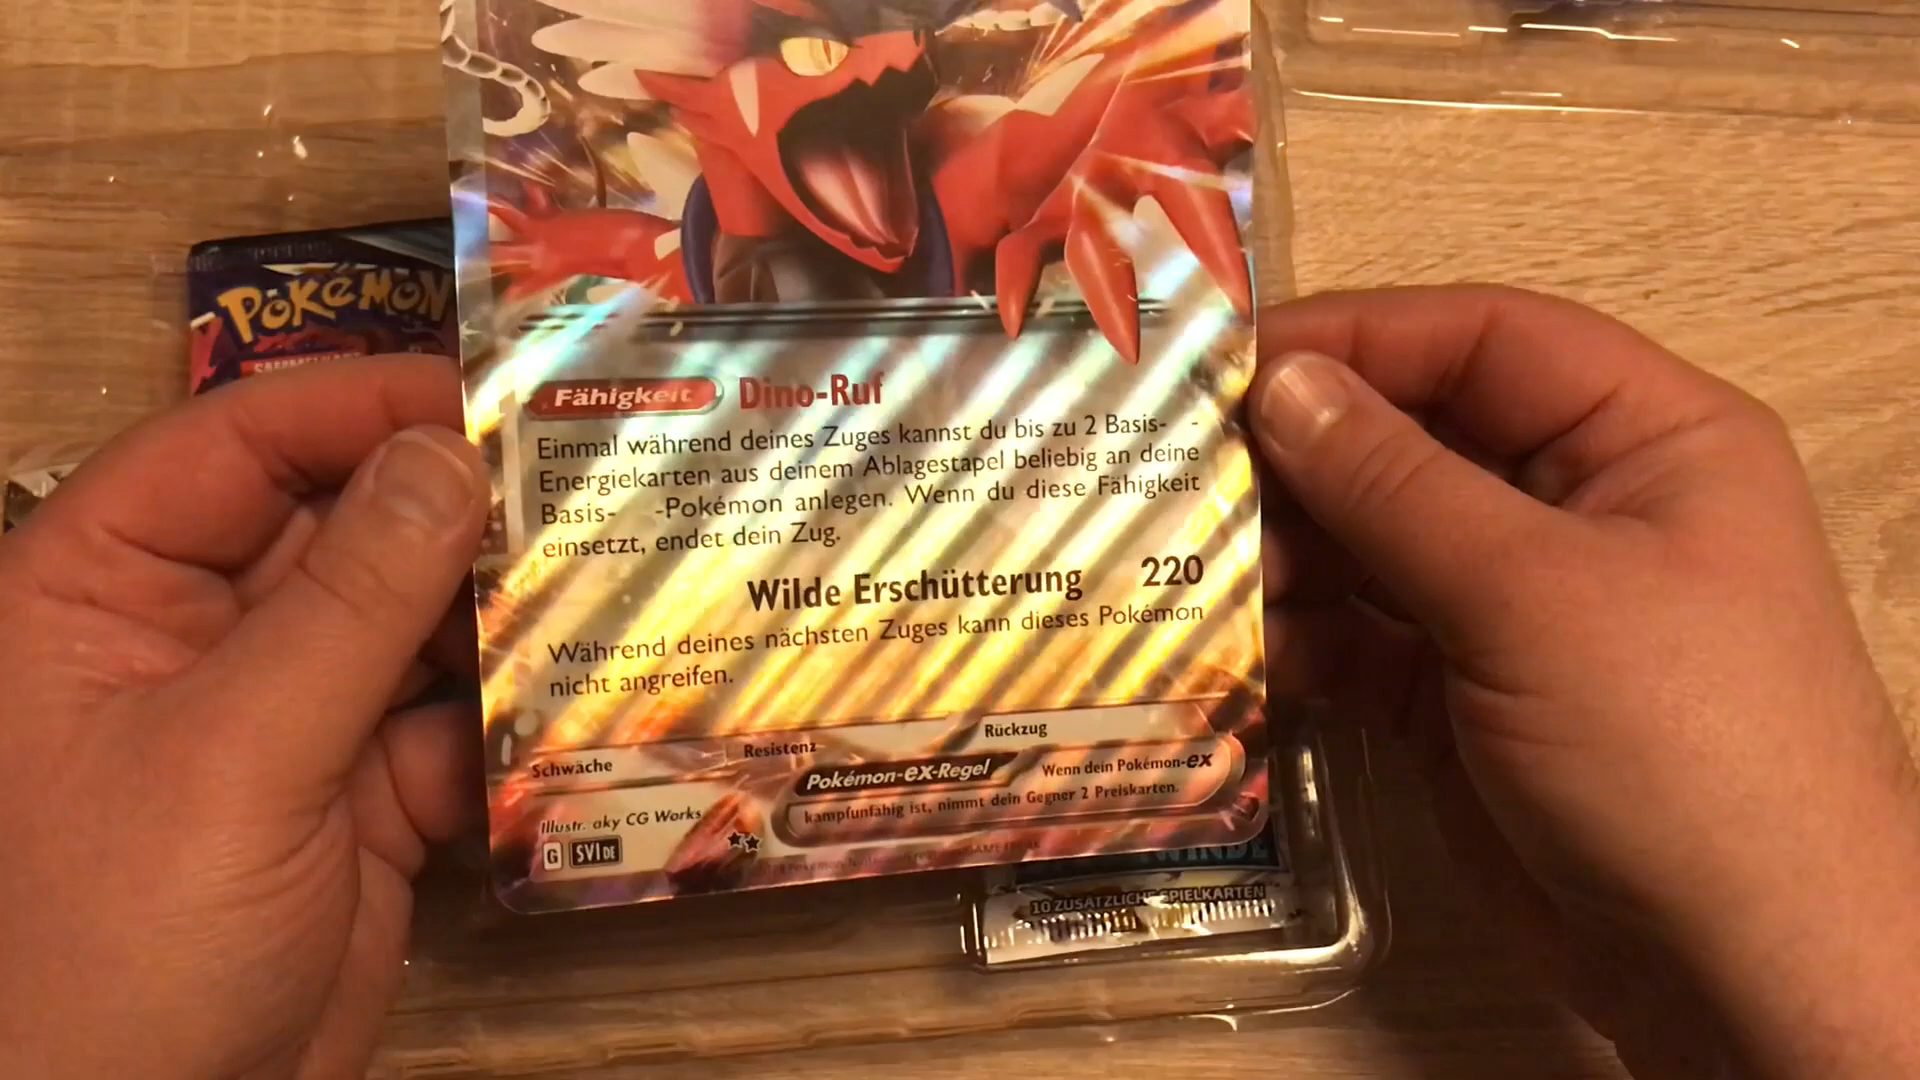 Pokémon
Fähigkeit Dino-Ruf
Einmal während deines Zuges kannst du bis zu 2 Basis- -
Energiekarten aus deinem Ablagestapel beliebig an deine
Basis- -Pokémon anlegen. Wenn du diese Fähigkeit
einsetzt, endet dein Zug.
Wilde Erschütterung 220
Während deines nächsten Zuges kann dieses Pokémon
nicht angreifen.
Schwäche Resistenz Rückzug
Pokémon-ex-Regel Wenn dein Pokémon-ex
kampfunfähig ist, nimmt dein Gegner 2 Preiskarten.
Illustr. aky CG Works
G SVI DE
10 ZUSÄTZLICHE SPIELKARTEN